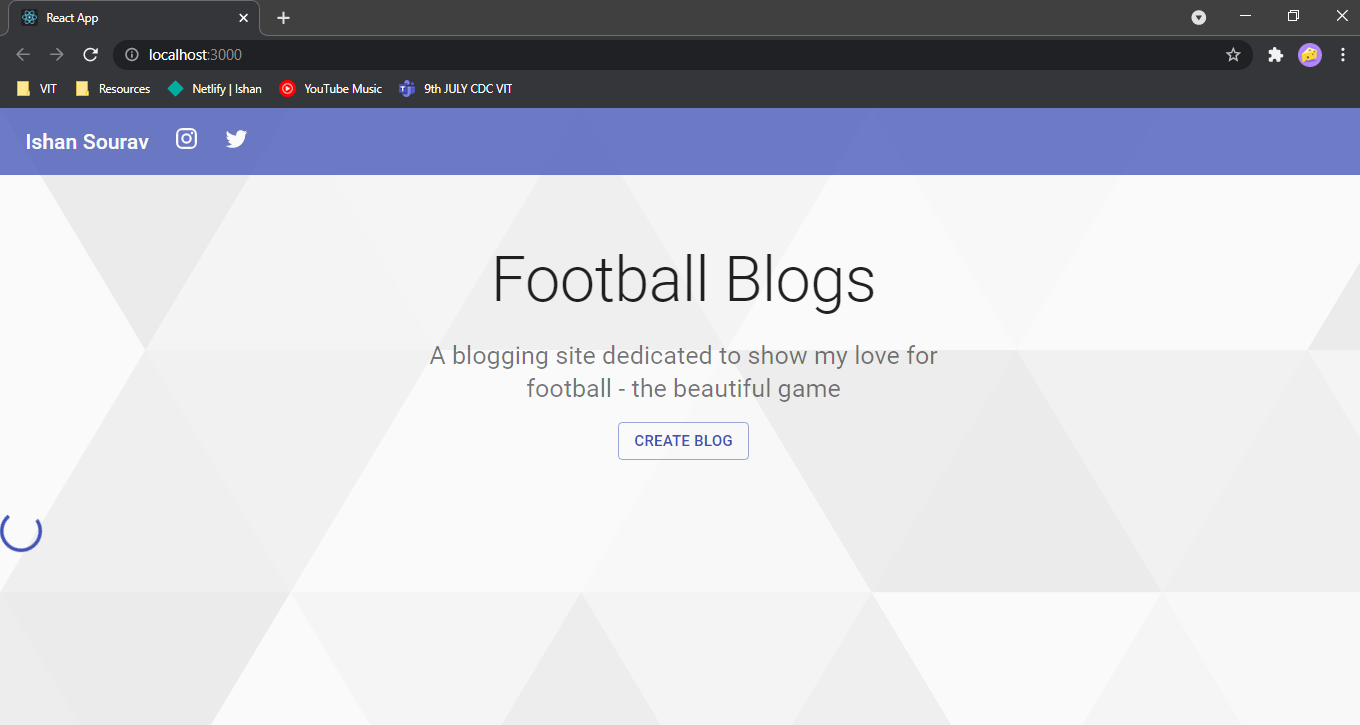 React App
localhost:3000
VIT Resources Netlify | Ishan YouTube Music 9th JULY CDC VIT
Ishan Sourav
Football Blogs
A blogging site dedicated to show my love for
football - the beautiful game
CREATE BLOG